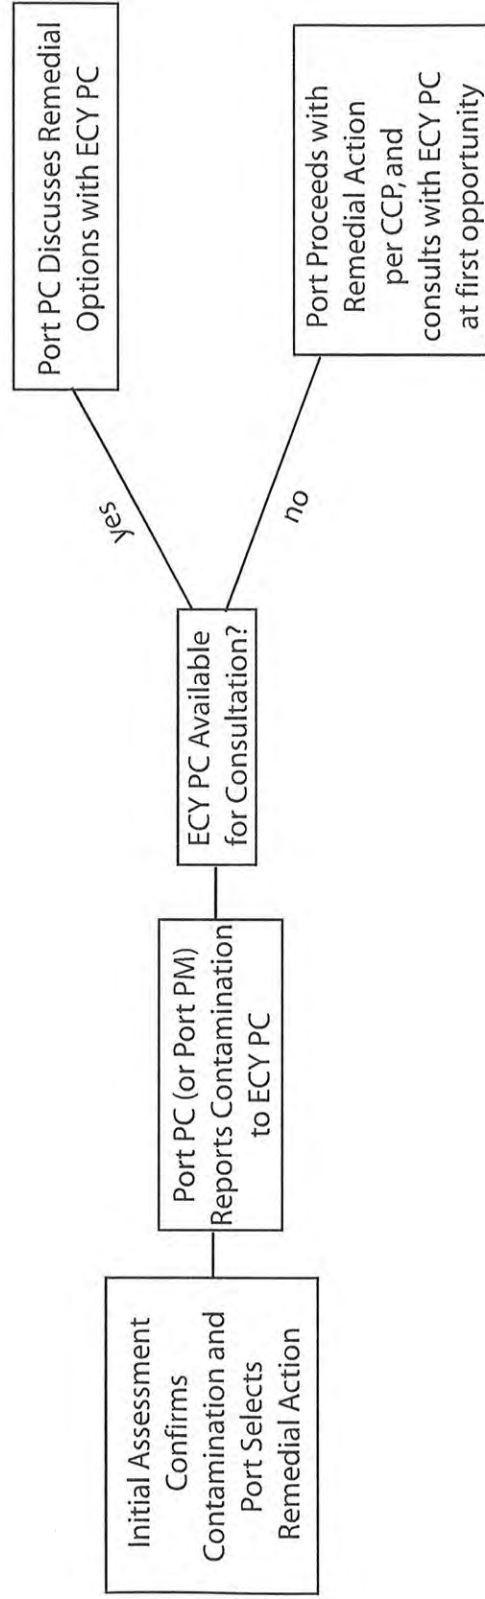 Initial Assessment
Confirms
Contamination and
Port Selects
Remedial Action
Port PC (or Port PM)
Reports Contamination
to ECY PC
ECY PC Available
for Consultation?
yes
Port PC Discusses Remedial
Options with ECY PC
no
Port Proceeds with
Remedial Action
per CCP, and
consults with ECY PC
at first opportunity